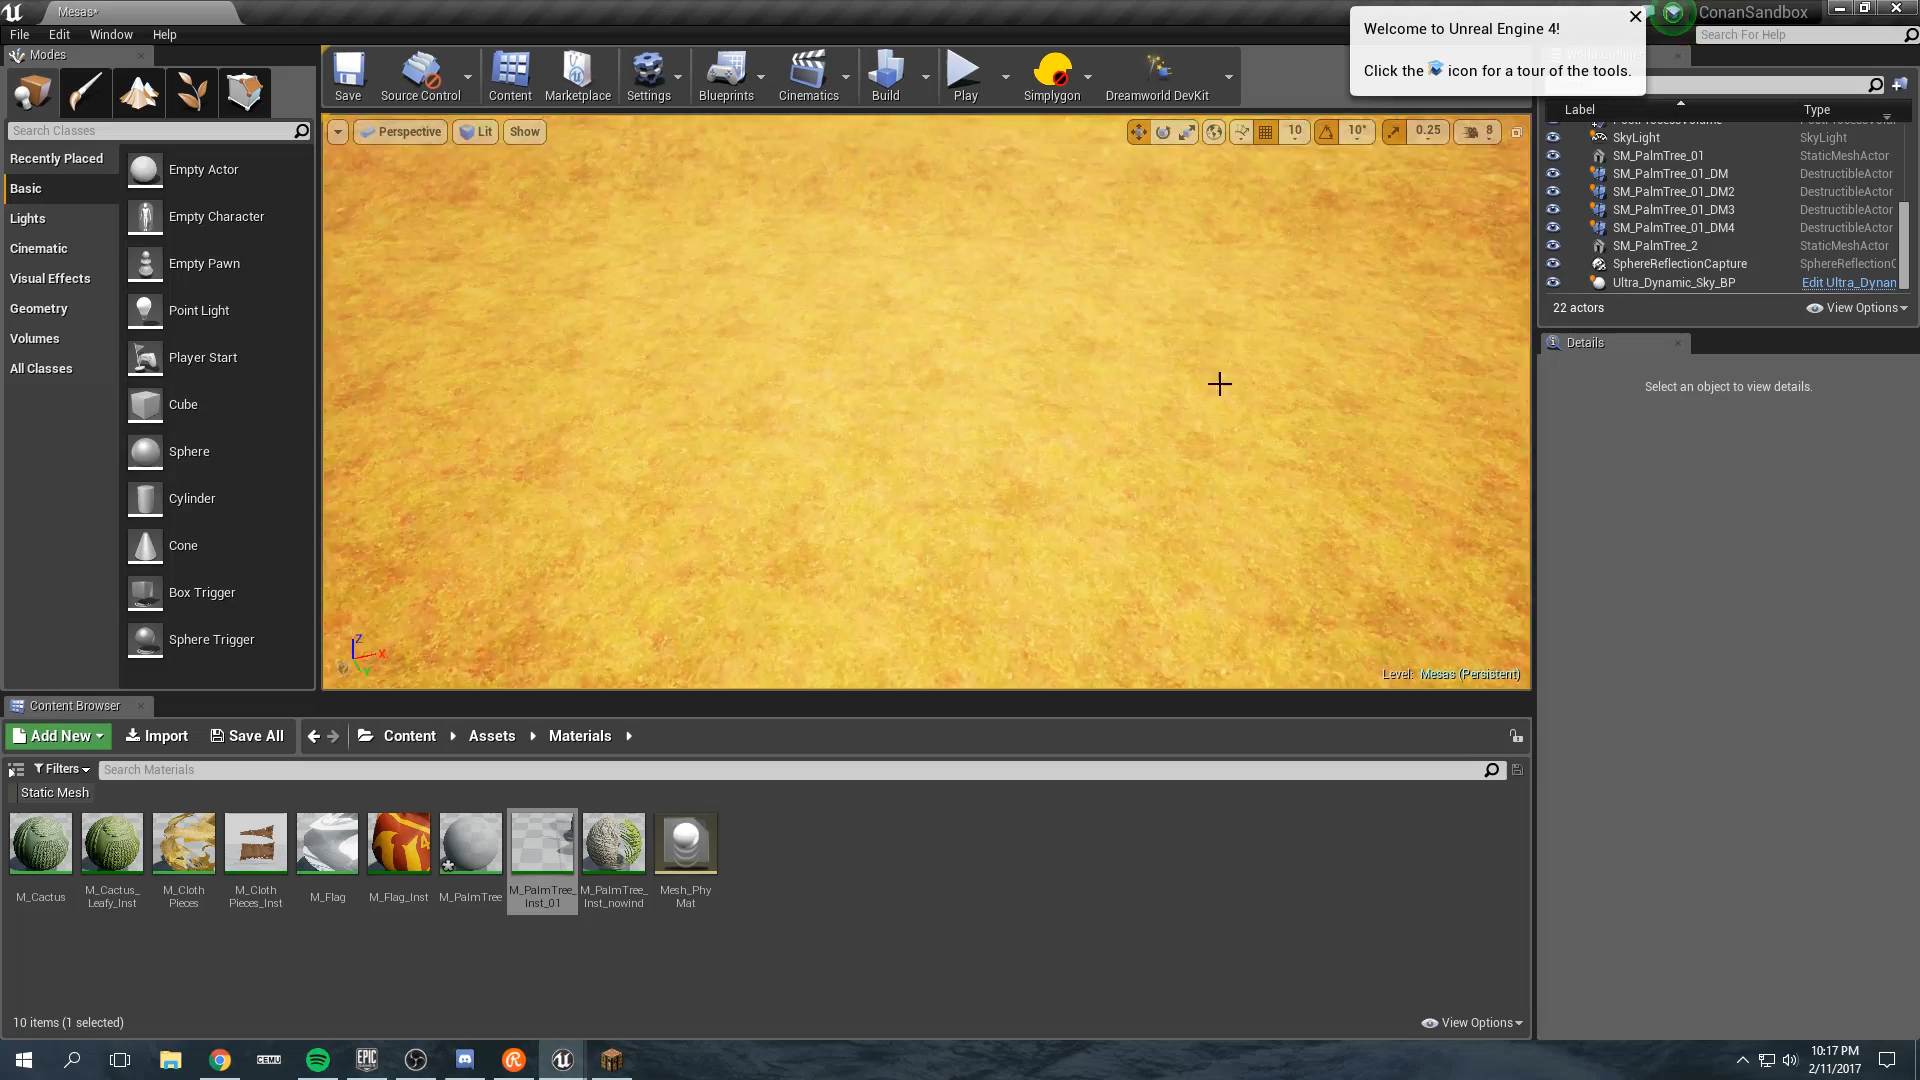 Mesas*
ConanSandbox
File Edit Window Help
Search For Help
Welcome to Unreal Engine 4!
Click the icon for a tour of the tools.
Modes
Save
Source Control
Content
Marketplace
Settings
Blueprints
Cinematics
Build
Play
Simplygon
Dreamworld DevKit
Search Classes
Recently Placed
Basic
Lights
Cinematic
Visual Effects
Geometry
Volumes
All Classes
Empty Actor
Empty Character
Empty Pawn
Point Light
Player Start
Cube
Sphere
Cylinder
Cone
Box Trigger
Sphere Trigger
Perspective
Lit
Show
10
10°
0.25
8
Z
X
Y
Level: Mesas (Persistent)
Label Type
SkyLight SkyLight
SM_PalmTree_01 StaticMeshActor
SM_PalmTree_01_DM DestructibleActor
SM_PalmTree_01_DM2 DestructibleActor
SM_PalmTree_01_DM3 DestructibleActor
SM_PalmTree_01_DM4 DestructibleActor
SM_PalmTree_2 StaticMeshActor
SphereReflectionCapture SphereReflectionC
Ultra_Dynamic_Sky_BP Edit Ultra_Dynan
22 actors
View Options
Details
Select an object to view details.
Content Browser
Add New
Import
Save All
Content
Assets
Materials
Filters
Search Materials
Static Mesh
M_Cactus
M_Cactus_
Leafy_Inst
M_Cloth
Pieces
M_Cloth
Pieces_Inst
M_Flag
M_Flag_Inst
M_PalmTree
M_PalmTree_
Inst_01
M_PalmTree_
Inst_nowind
Mesh_Phy
Mat
10 items (1 selected)
View Options
CEMU
EPIC
GAMES
10:17 PM
2/11/2017